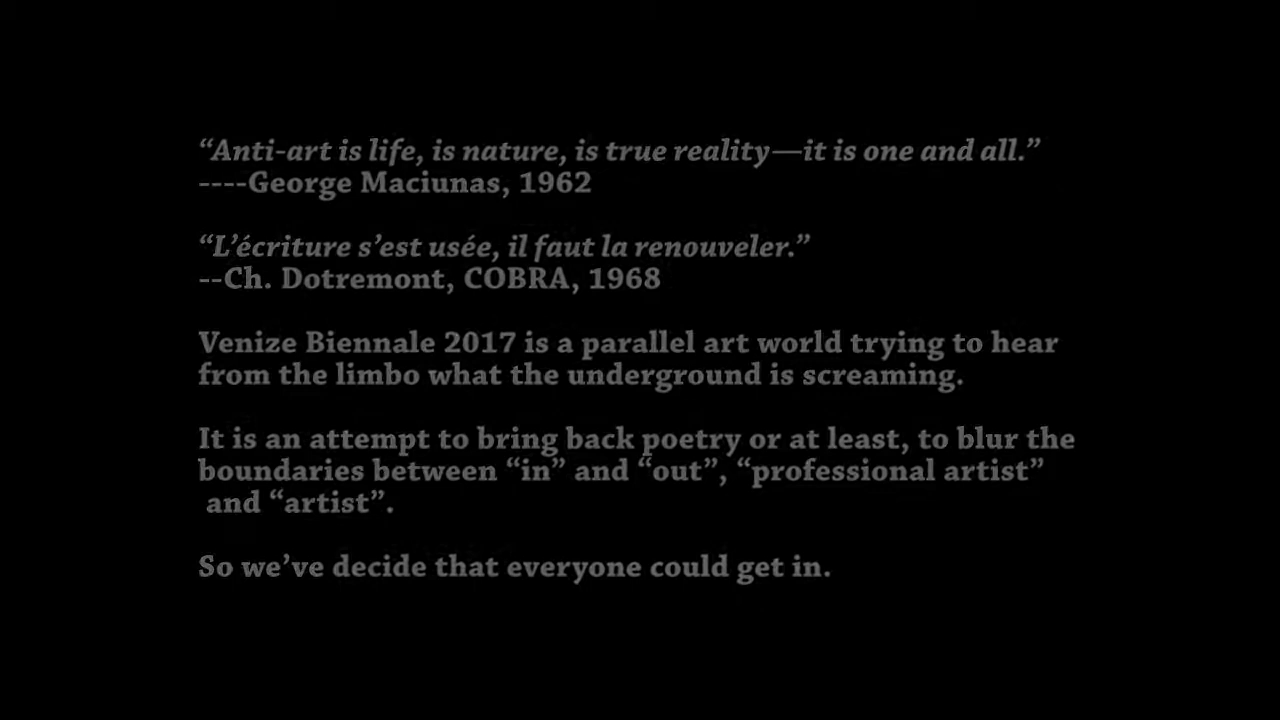 “Anti-art is life, is nature, is true reality—it is one and all.”
----George Maciunas, 1962
“L’écriture s’est usée, il faut la renouveler.”
--Ch. Dotremont, COBRA, 1968
Venize Biennale 2017 is a parallel art world trying to hear
from the limbo what the underground is screaming.
It is an attempt to bring back poetry or at least, to blur the
boundaries between “in” and “out”, “professional artist”
and “artist”.
So we’ve decide that everyone could get in.